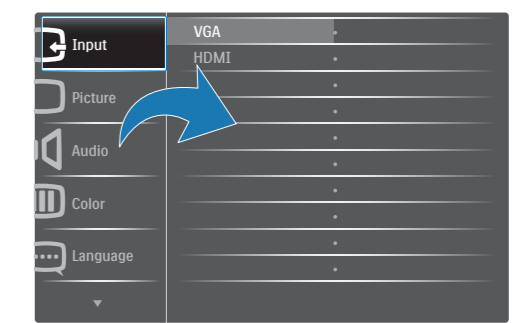 Input
VGA
HDMI
Picture
Audio
Color
Language